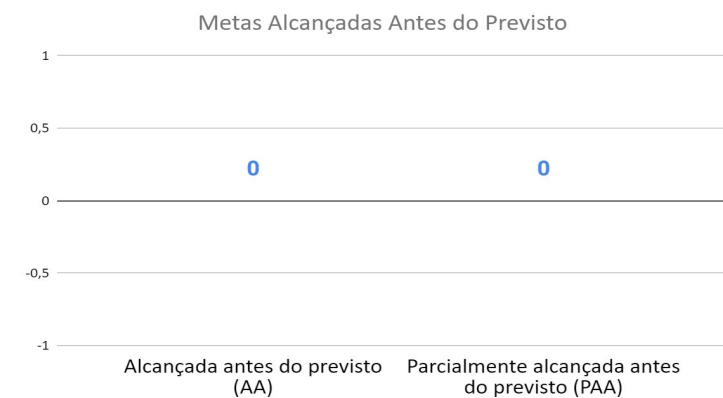 Metas Alcançadas Antes do Previsto
1
0,5
0
-0,5
-1
0
0
Alcançada antes do previsto
(AA)
Parcialmente alcançada antes
do previsto (PAA)